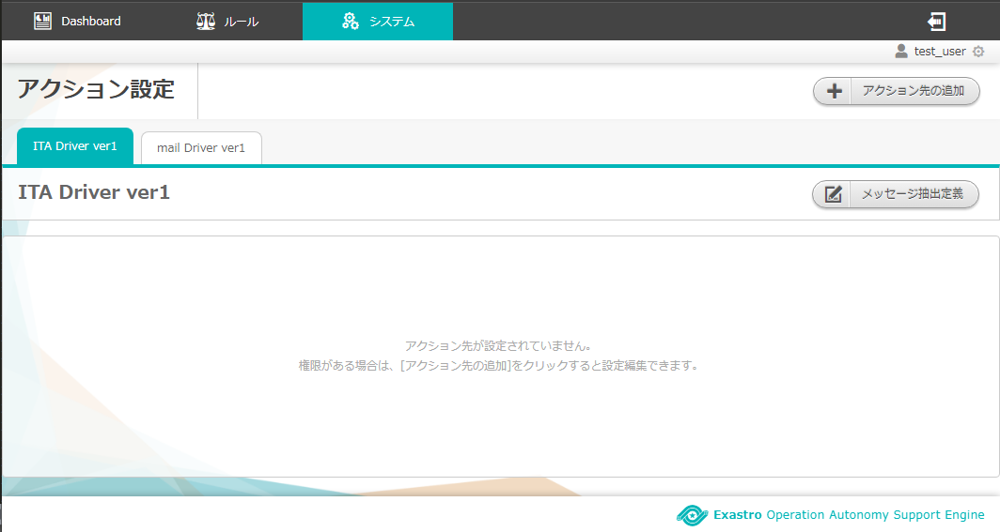 Dashboard
ルール
システム
test_user
アクション設定
アクション先の追加
ITA Driver ver1
mail Driver ver1
ITA Driver ver1
メッセージ抽出定義
アクション先が設定されていません。
権限がある場合は、[アクション先の追加]をクリックすると設定編集できます。
Exastro Operation Autonomy Support Engine